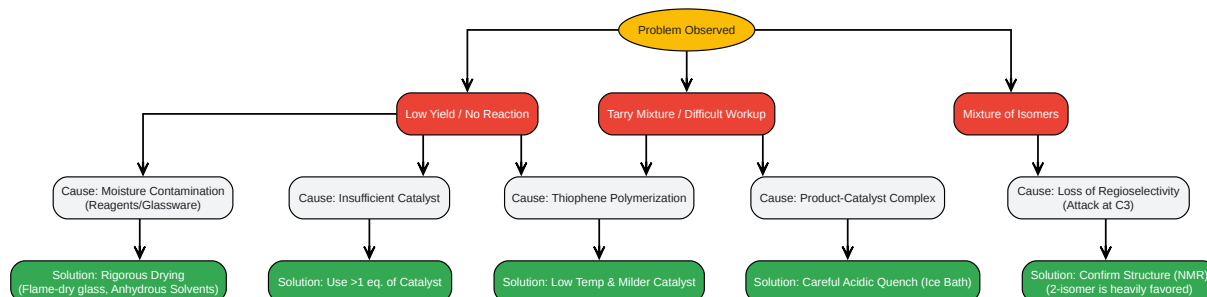 Problem Observed
Low Yield / No Reaction
Tarry Mixture / Difficult Workup
Mixture of Isomers
Cause: Moisture Contamination
(Reagents/Glassware)
Cause: Insufficient Catalyst
Cause: Thiophene Polymerization
Cause: Product-Catalyst Complex
Cause: Loss of Regioselectivity
(Attack at C3)
Solution: Rigorous Drying
(Flame-dry glass, Anhydrous Solvents)
Solution: Use >1 eq. of Catalyst
Solution: Low Temp & Milder Catalyst
Solution: Careful Acidic Quench (Ice Bath)
Solution: Confirm Structure (NMR)
(2-isomer is heavily favored)